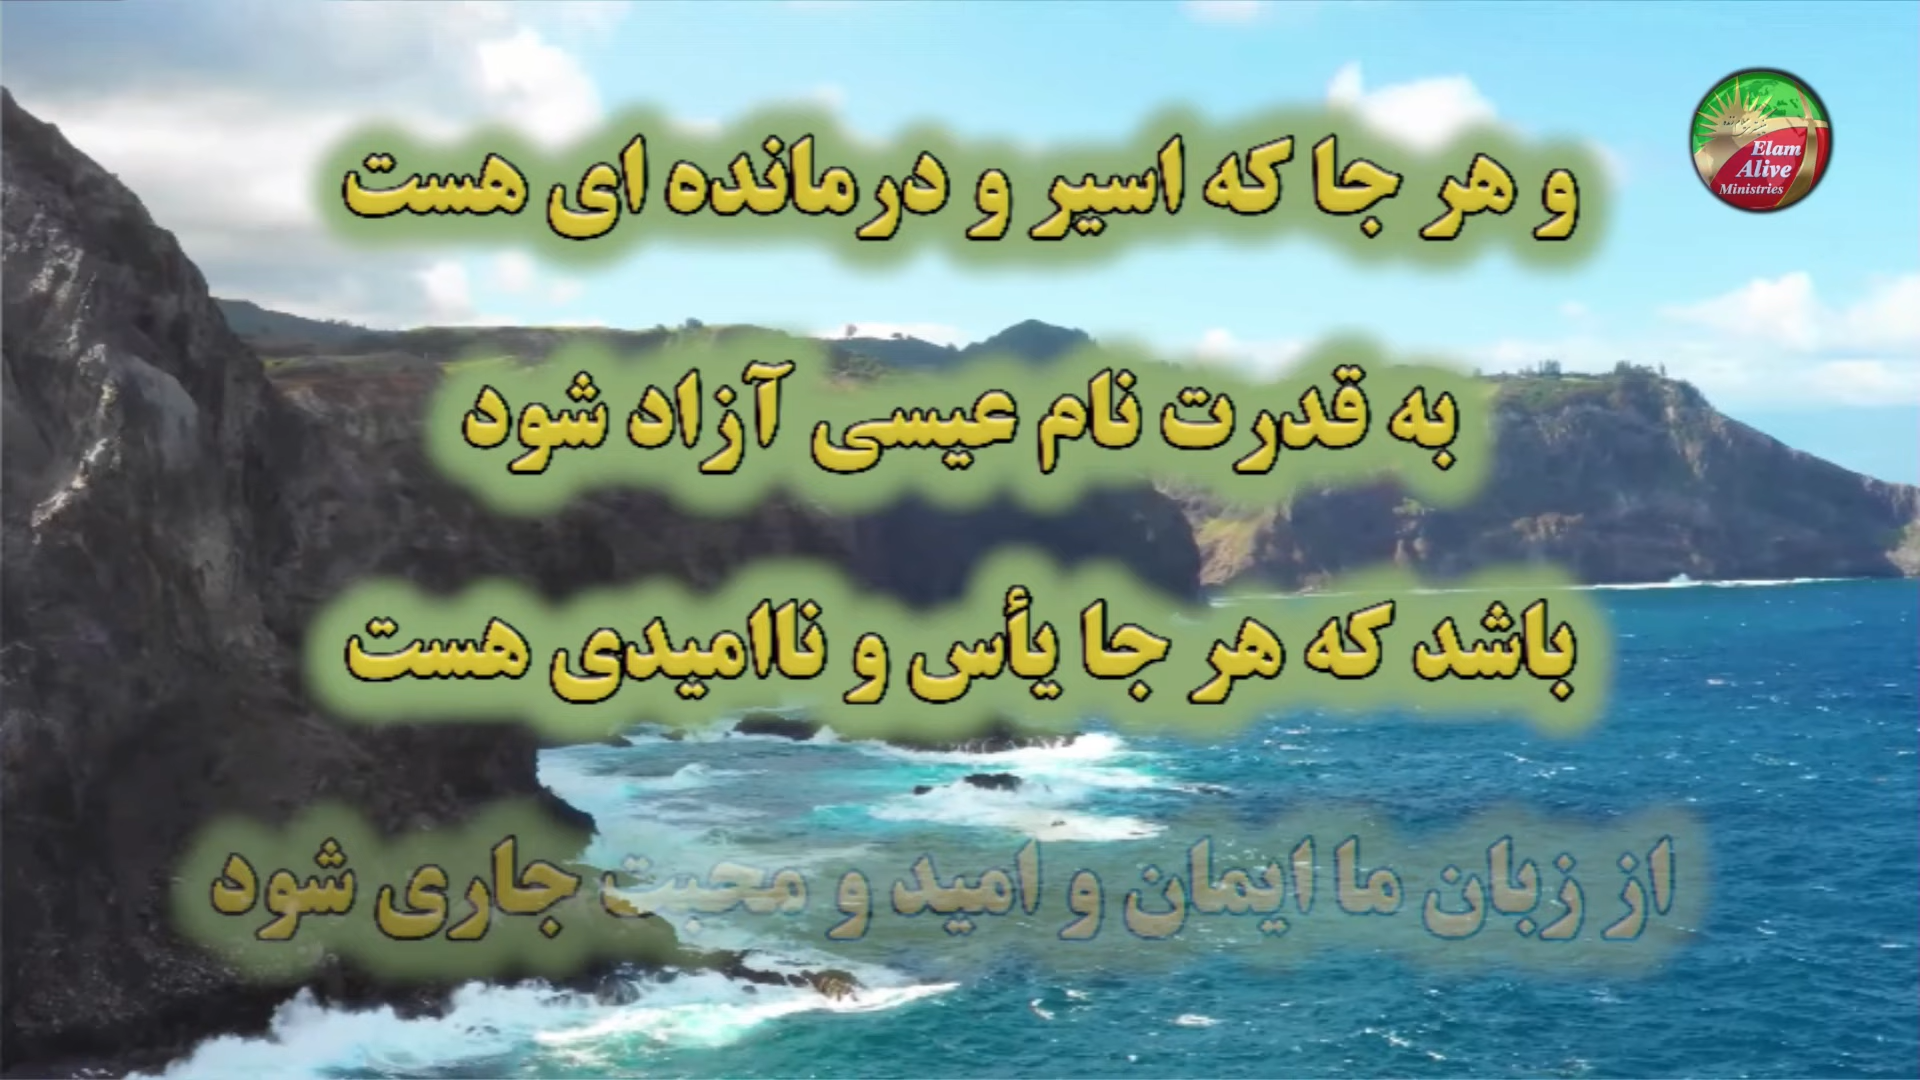 و هر جا که اسیر و درمانده ای هست
به قدرت نام عیسی آزاد شود
باشد که هر جا یأس و ناامیدی هست
از زبان ما ایمان و امید و محبت جاری شود
Elam
Alive
Ministries